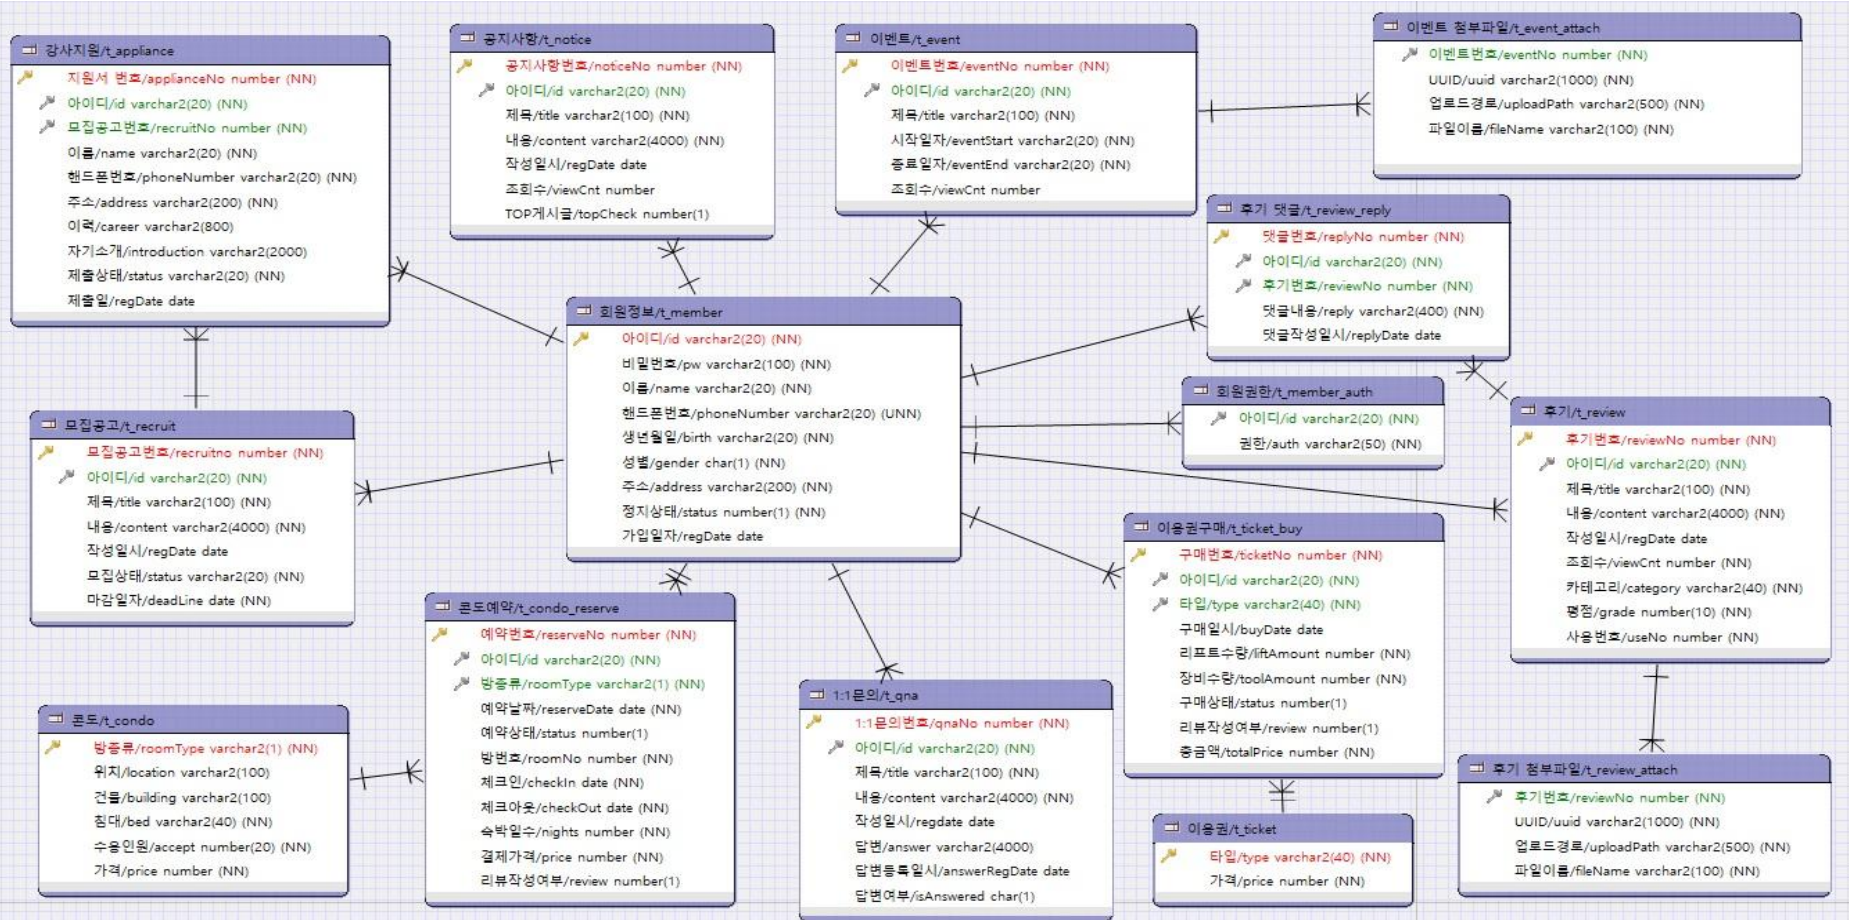 강사지원/t_appliance
지원서 번호/applianceNo number (NN)
아이디/id varchar2(20) (NN)
모집공고번호/recruitNo number (NN)
이름/name varchar2(20) (NN)
핸드폰번호/phoneNumber varchar2(20) (NN)
주소/address varchar2(200) (NN)
이력/career varchar2(800)
자기소개/introduction varchar2(2000)
제출상태/status varchar2(20) (NN)
제출일/regDate date
공지사항/t_notice
공지사항번호/noticeNo number (NN)
아이디/id varchar2(20) (NN)
제목/title varchar2(100) (NN)
내용/content varchar2(4000) (NN)
작성일시/regDate date
조회수/viewCnt number
TOP게시글/topCheck number(1)
이벤트/t_event
이벤트번호/eventNo number (NN)
아이디/id varchar2(20) (NN)
제목/title varchar2(100) (NN)
시작일자/eventStart varchar2(20) (NN)
종료일자/eventEnd varchar2(20) (NN)
조회수/viewCnt number
이벤트 첨부파일/t_event_attach
이벤트번호/eventNo number (NN)
UUID/uuid varchar2(1000) (NN)
업로드경로/uploadPath varchar2(500) (NN)
파일이름/fileName varchar2(100) (NN)
후기 댓글/t_review_reply
댓글번호/replyNo number (NN)
아이디/id varchar2(20) (NN)
후기번호/reviewNo number (NN)
댓글내용/reply varchar2(400) (NN)
댓글작성일시/replyDate date
회원정보/t_member
아이디/id varchar2(20) (NN)
비밀번호/pw varchar2(100) (NN)
이름/name varchar2(20) (NN)
핸드폰번호/phoneNumber varchar2(20) (UNN)
생년월일/birth varchar2(20) (NN)
성별/gender char(1) (NN)
주소/address varchar2(200) (NN)
정지상태/status number(1) (NN)
가입일자/regDate date
회원권한/t_member_auth
아이디/id varchar2(20) (NN)
권한/auth varchar2(50) (NN)
모집공고/t_recruit
모집공고번호/recruitno number (NN)
아이디/id varchar2(20) (NN)
제목/title varchar2(100) (NN)
내용/content varchar2(4000) (NN)
작성일시/regDate date
모집상태/status varchar2(20) (NN)
마감일자/deadLine date (NN)
후기/t_review
후기번호/reviewNo number (NN)
아이디/id varchar2(20) (NN)
제목/title varchar2(100) (NN)
내용/content varchar2(4000) (NN)
작성일시/regDate date
조회수/viewCnt number (NN)
카테고리/category varchar2(40) (NN)
평점/grade number(10) (NN)
사용번호/useNo number (NN)
이용권구매/t_ticket_buy
구매번호/ticketNo number (NN)
아이디/id varchar2(20) (NN)
타입/type varchar2(40) (NN)
구매일시/buyDate date
리프트수량/liftAmount number (NN)
장비수량/toolAmount number (NN)
구매상태/status number(1)
리뷰작성여부/review number(1)
총금액/totalPrice number (NN)
콘도예약/t_condo_reserve
예약번호/reserveNo number (NN)
아이디/id varchar2(20) (NN)
방종류/roomType varchar2(1) (NN)
예약날짜/reserveDate date (NN)
예약상태/status number(1)
방번호/roomNo number (NN)
체크인/checkIn date (NN)
체크아웃/checkOut date (NN)
숙박일수/nights number (NN)
결제가격/price number (NN)
리뷰작성여부/review number(1)
1:1문의/t_qna
1:1문의번호/qnaNo number (NN)
아이디/id varchar2(20) (NN)
제목/title varchar2(100) (NN)
내용/content varchar2(4000) (NN)
작성일시/regdate date
답변/answer varchar2(4000)
답변등록일시/answerRegDate date
답변여부/isAnswered char(1)
콘도/t_condo
방종류/roomType varchar2(1) (NN)
위치/location varchar2(100)
건물/building varchar2(100)
침대/bed varchar2(40) (NN)
수용인원/accept number(20) (NN)
가격/price number (NN)
이용권/t_ticket
타입/type varchar2(40) (NN)
가격/price number (NN)
후기 첨부파일/t_review_attach
후기번호/reviewNo number (NN)
UUID/uuid varchar2(1000) (NN)
업로드경로/uploadPath varchar2(500) (NN)
파일이름/fileName varchar2(100) (NN)